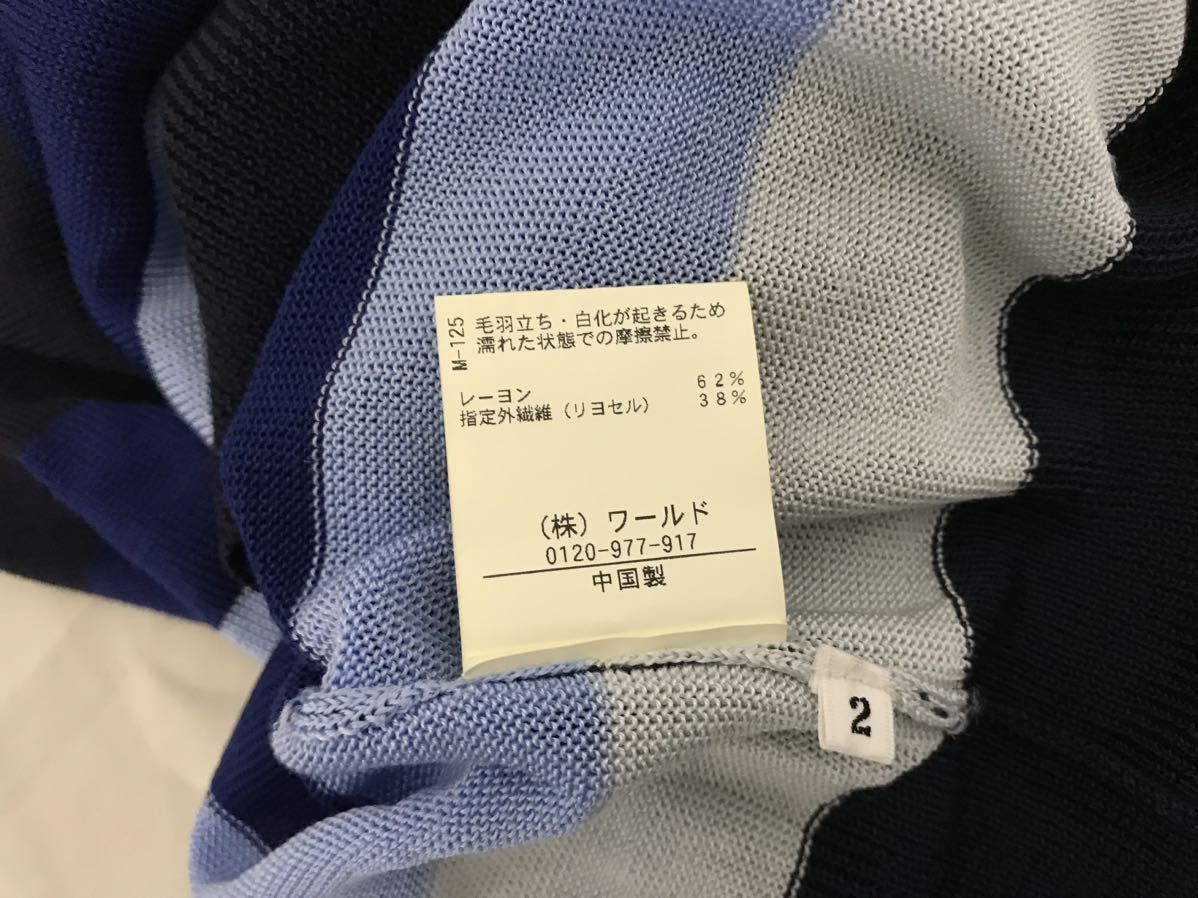 M-125
毛羽立ち・白化が起きるため
濡れた状態での摩擦禁止。
レーヨン 62%
指定外繊維（リヨセル） 38%
（株）ワールド
0120-977-917
中国製
2